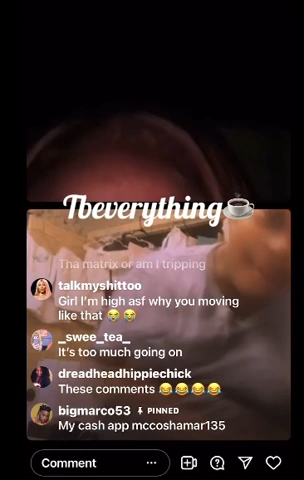 Tbeverything
Tha matrix or am I tripping
talkmyshittoo
Girl I'm high asf why you moving
like that 😭😭
_swee_tea_
It's too much going on
dreadheadhippiechick
These comments 😂😂😂😂
bigmarco53 PINNED
My cash app mccoshamar135
Comment